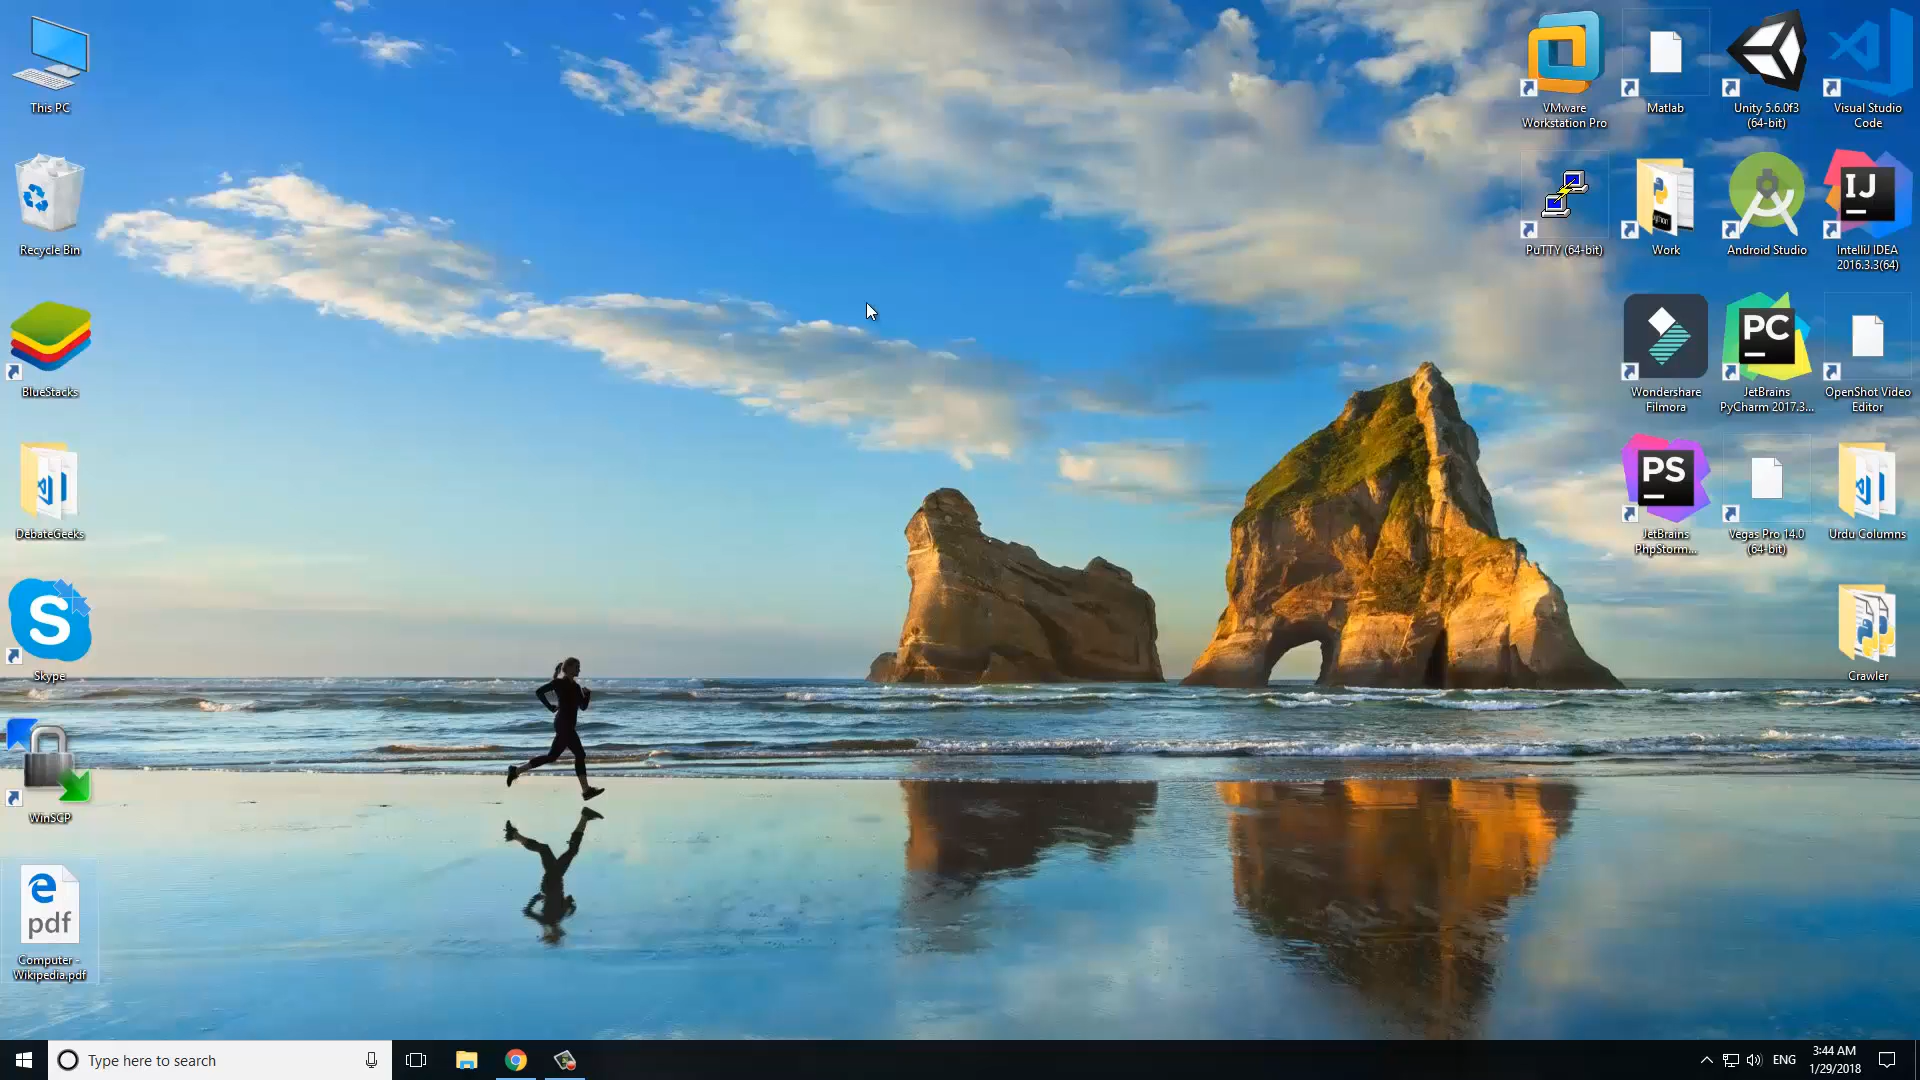 This PC
Recycle Bin
BlueStacks
DebateGeeks
S
Skype
WinSCP
e
pdf
Computer -
Wikipedia.pdf
VMware
Workstation Pro
Matlab
Unity 5.6.0f3
(64-bit)
Visual Studio
Code
PuTTY (64-bit)
Work
Android Studio
IJ
IntelliJ IDEA
2016.3.3(64)
Wondershare
Filmora
PC
JetBrains
PyCharm 2017.3...
OpenShot Video
Editor
PS
JetBrains
PhpStorm...
Vegas Pro 14.0
(64-bit)
Urdu Columns
Crawler
Type here to search
ENG
3:44 AM
1/29/2018